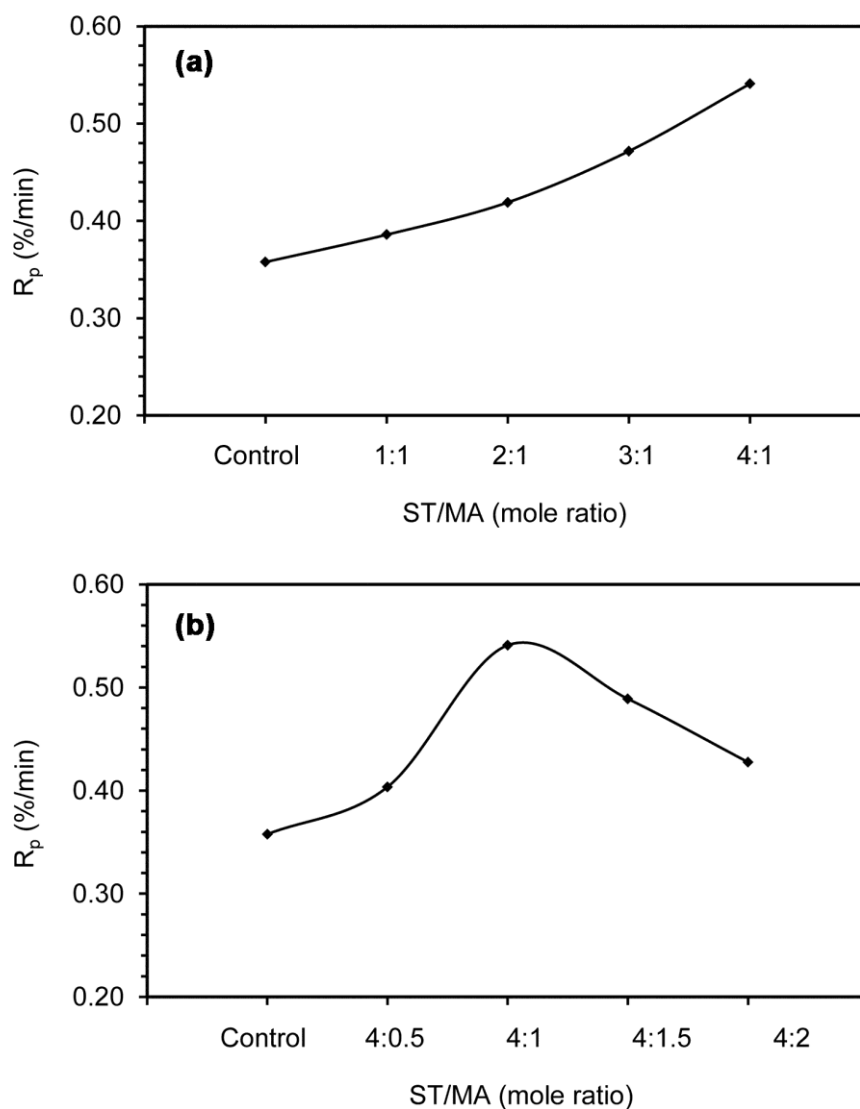 (a)
0.60
0.50
0.40
0.30
0.20
Rp (%/min)
Control 1:1 2:1 3:1 4:1
ST/MA (mole ratio)
(b)
0.60
0.50
0.40
0.30
0.20
Rp (%/min)
Control 4:0.5 4:1 4:1.5 4:2
ST/MA (mole ratio)